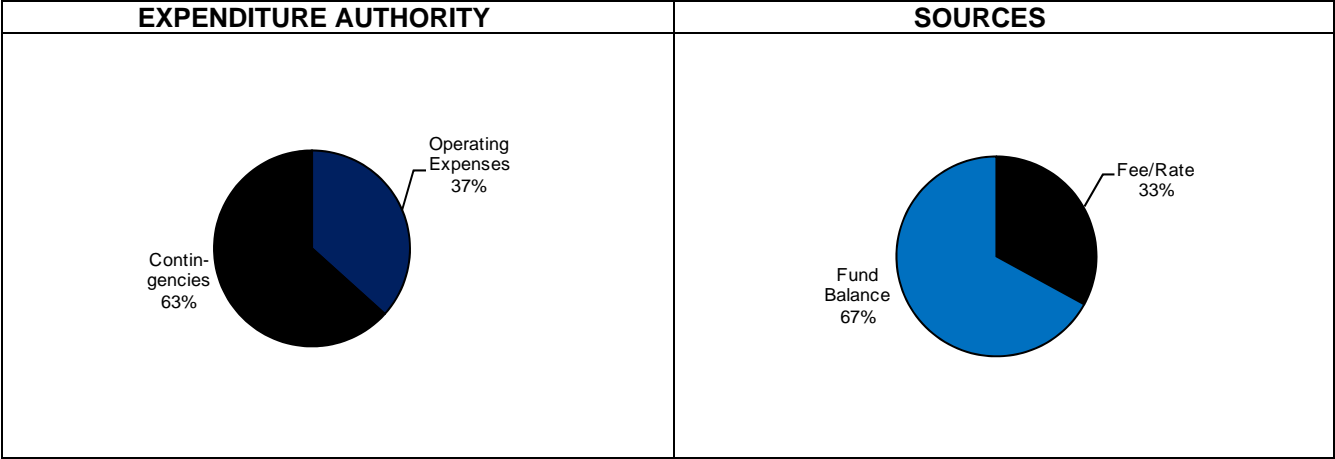 EXPENDITURE AUTHORITY
SOURCES
Operating
Expenses
37%
Contin-
gencies
63%
Fee/Rate
33%
Fund
Balance
67%